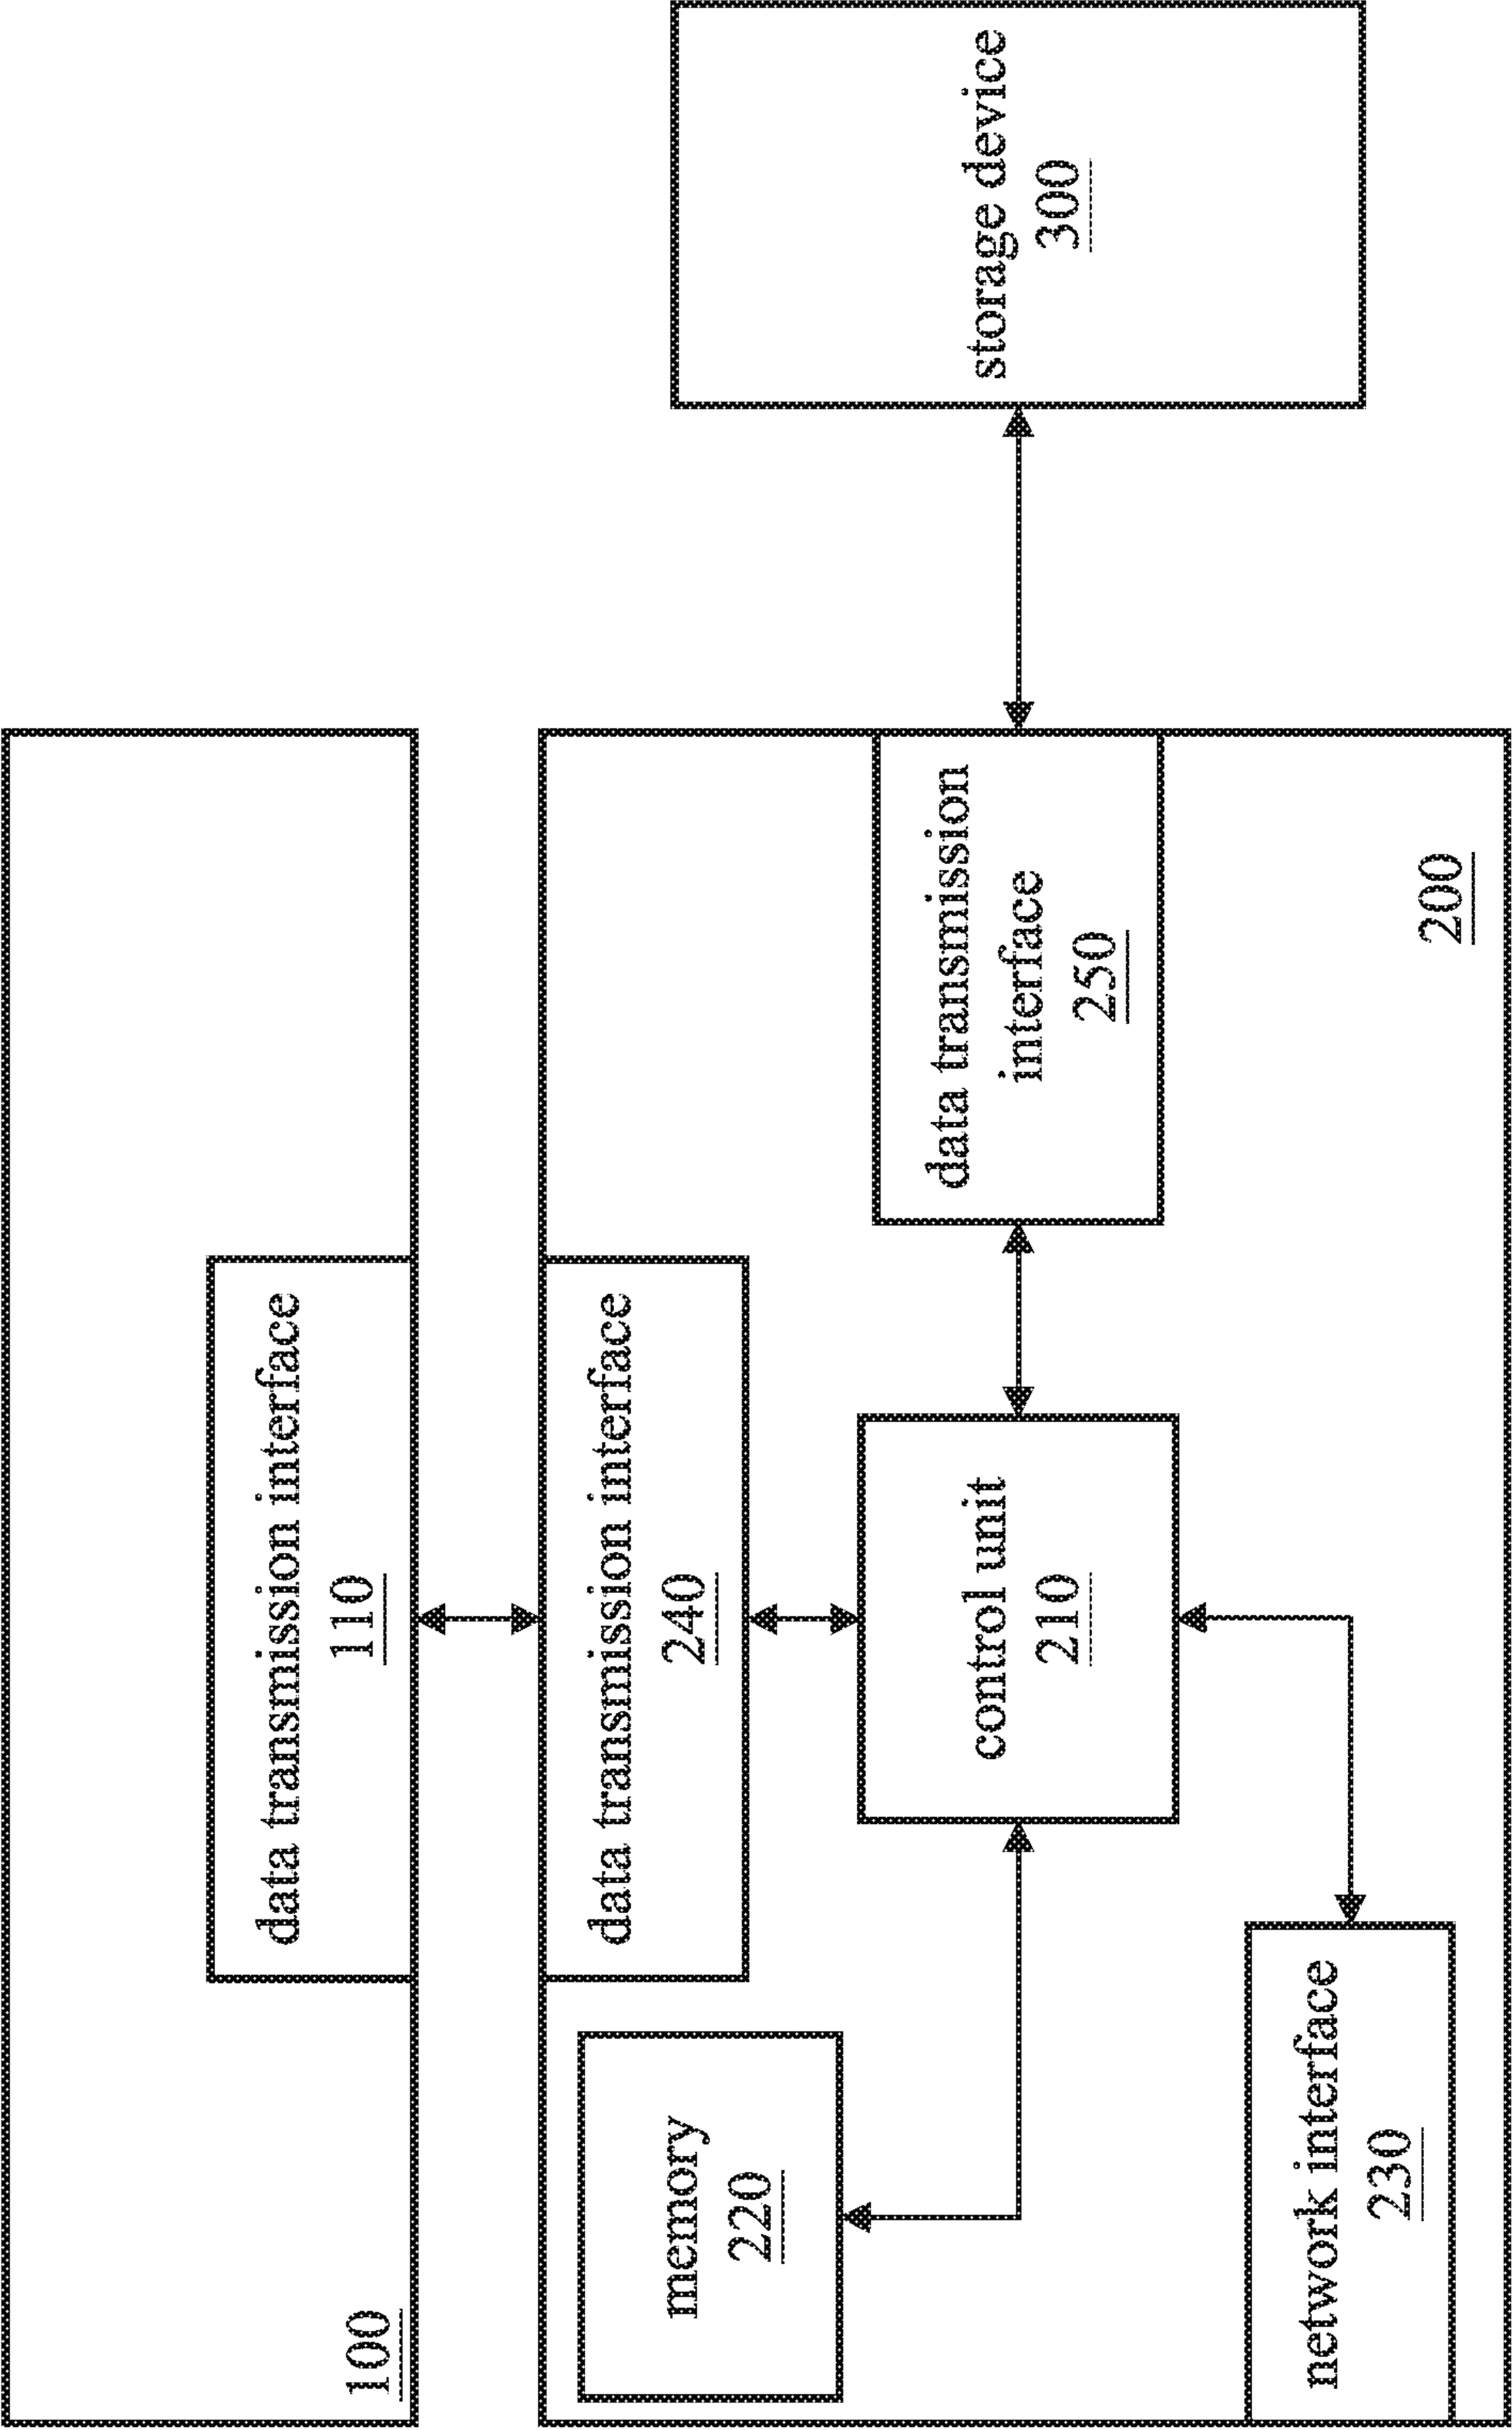 100
data transmission interface
110
data transmission interface
240
memory
220
control unit
210
data transmission
interface
250
storage device
300
network interface
230
200